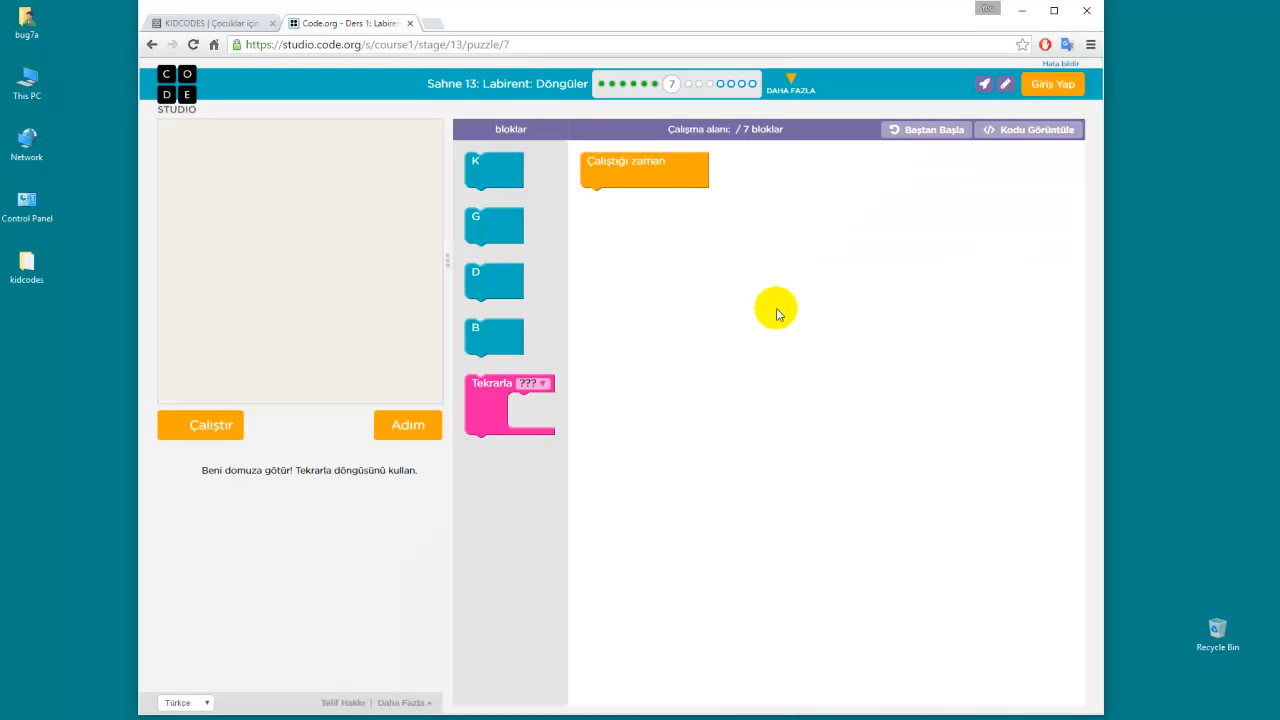 bug7a
This PC
Network
Control Panel
kidcodes
Recycle Bin
KIDCODES | Çocuklar için
Code.org - Ders 1: Labiren
You
https://studio.code.org/s/course1/stage/13/puzzle/7
Hata bildir
C O
D E
STUDIO
Sahne 13: Labirent: Döngüler
7
DAHA FAZLA
Giriş Yap
bloklar
Çalışma alanı: / 7 bloklar
Baştan Başla
</> Kodu Görüntüle
K
G
D
B
Tekrarla ???
Çalıştığı zaman
Çalıştır
Adım
Beni domuza götür! Tekrarla döngüsünü kullan.
Türkçe
Telif Hakkı | Daha Fazla